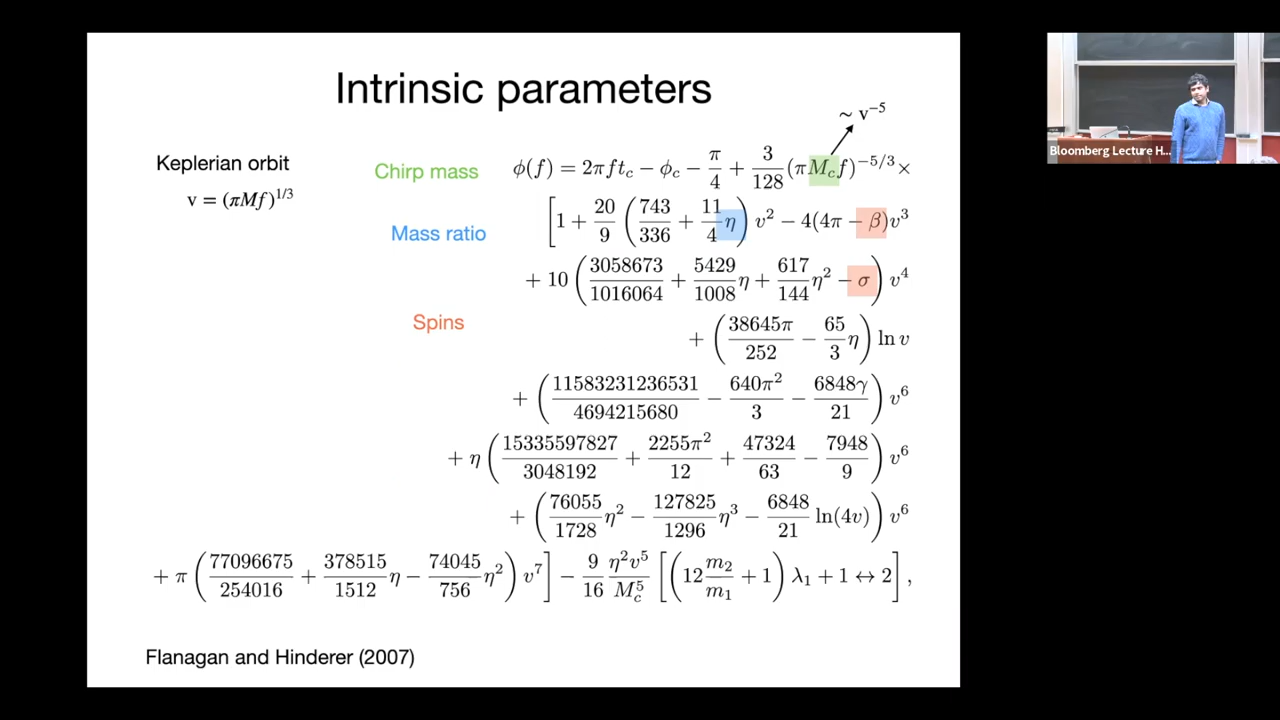 Intrinsic parameters
∼ v⁻⁵
Keplerian orbit
v = (πMf)^{1/3}
Chirp mass
ϕ(f) = 2πft_c − ϕ_c − π/4 + 3/128 (πM_c f)^{−5/3} ×
Mass ratio
[1 + 20/9 (743/336 + 11/4 η) v² − 4(4π − β)v³
+ 10 (3058673/1016064 + 5429/1008 η + 617/144 η² − σ) v⁴
Spins
+ (38645π/252 − 65/3 η) ln v
+ (11583231236531/4694215680 − 640π²/3 − 6848γ/21) v⁶
+ η (15335597827/3048192 + 2255π²/12 + 47324/63 − 7948/9) v⁶
+ (76055/1728 η² − 127825/1296 η³ − 6848/21 ln(4v)) v⁶
+ π (77096675/254016 + 378515/1512 η − 74045/756 η²) v⁷] − 9/16 η²v⁵/M_c⁵ [(12 m₂/m₁ + 1) λ₁ + 1 ↔ 2],
Flanagan and Hinderer (2007)
Bloomberg Lecture H...